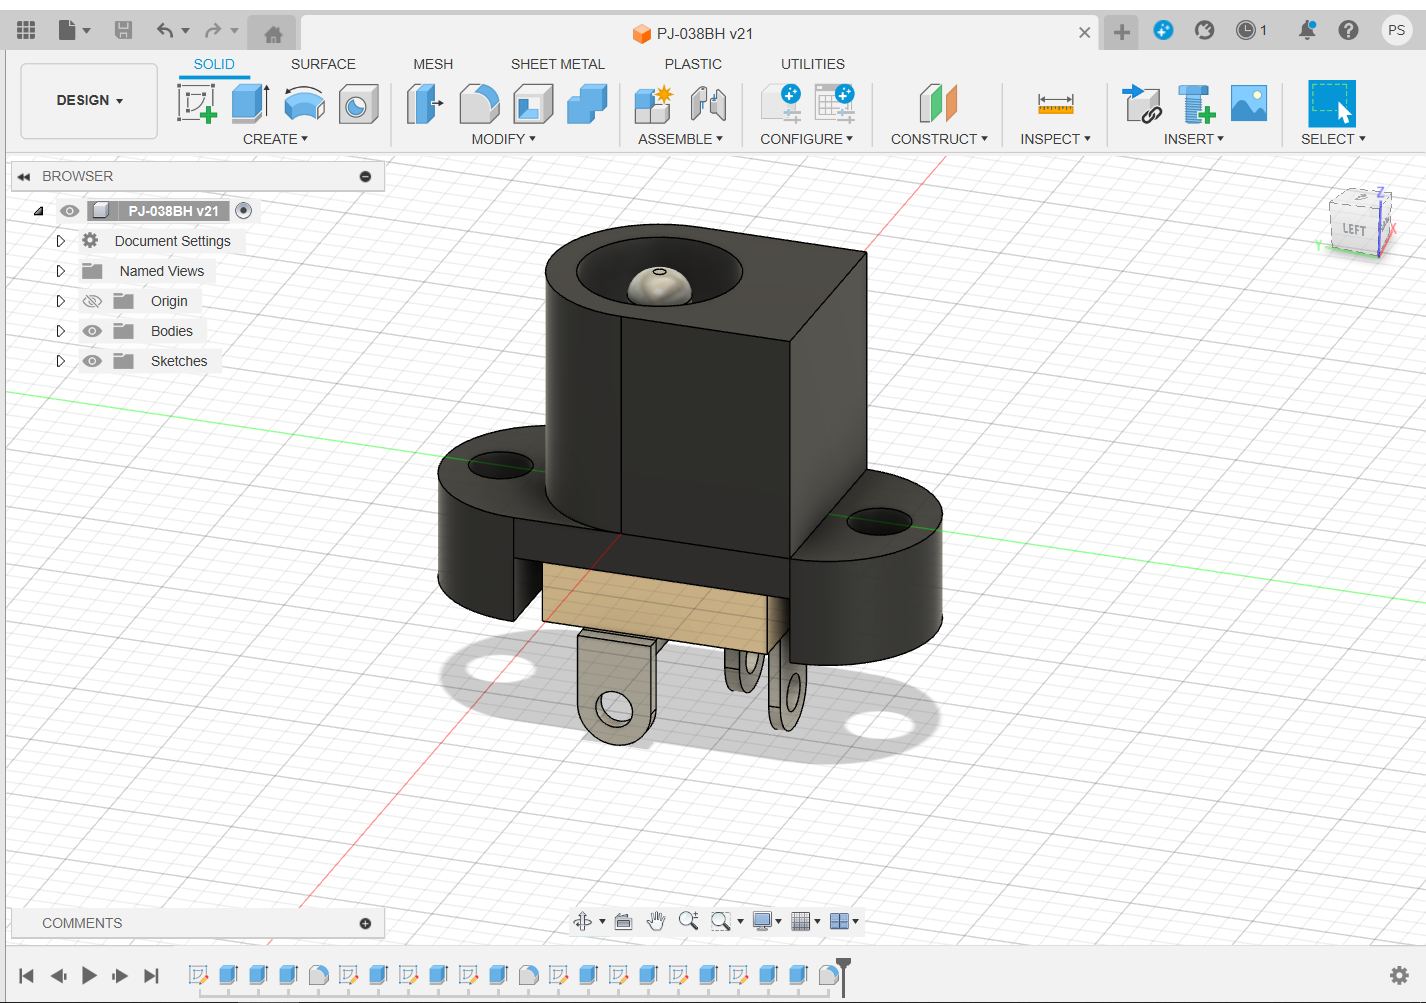 PJ-038BH v21
1
PS
DESIGN
SOLID
SURFACE
MESH
SHEET METAL
PLASTIC
UTILITIES
CREATE
MODIFY
ASSEMBLE
CONFIGURE
CONSTRUCT
INSPECT
INSERT
SELECT
BROWSER
PJ-038BH v21
Document Settings
Named Views
Origin
Bodies
Sketches
Z
LEFT
X
Y
COMMENTS